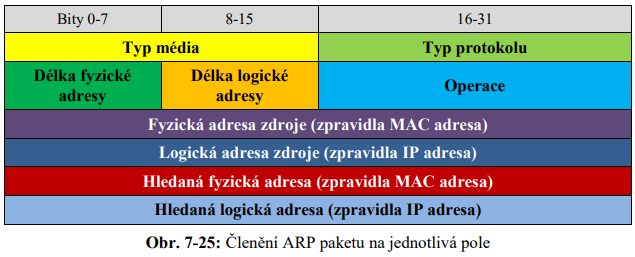 Bity 0-7 8-15 16-31
Typ média Typ protokolu
Délka fyzické adresy Délka logické adresy Operace
Fyzická adresa zdroje (zpravidla MAC adresa)
Logická adresa zdroje (zpravidla IP adresa)
Hledaná fyzická adresa (zpravidla MAC adresa)
Hledaná logická adresa (zpravidla IP adresa)
Obr. 7-25: Členění ARP paketu na jednotlivá pole